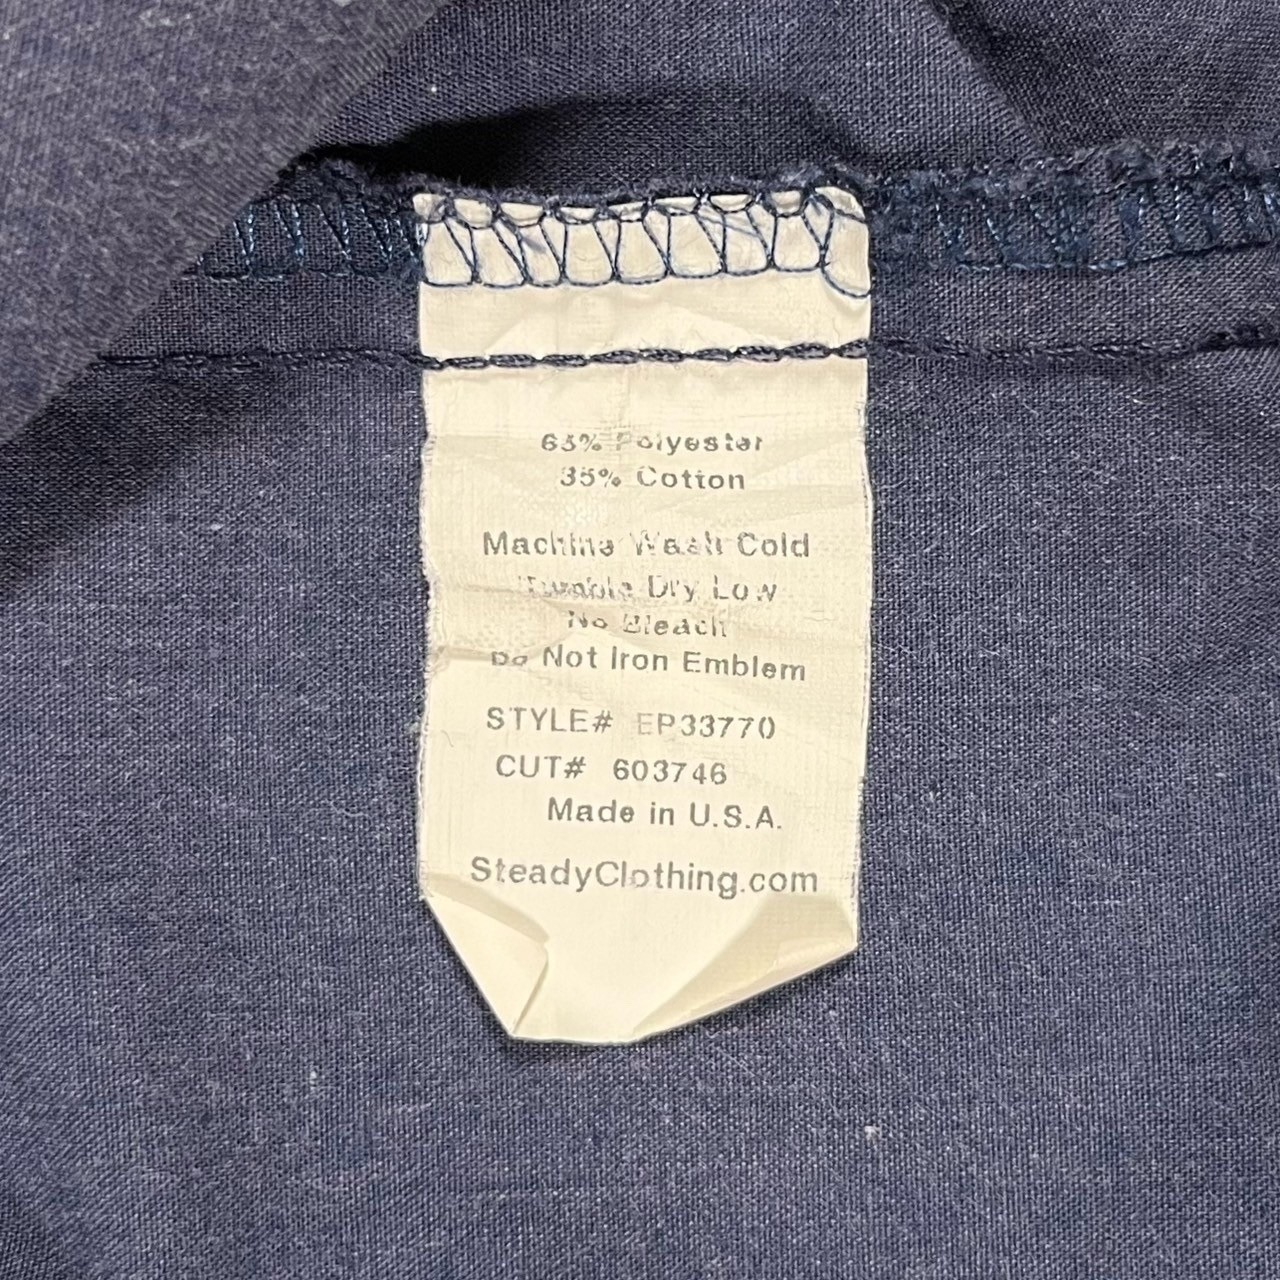 65% Polyester
35% Cotton
Machine Wash Cold
Tumble Dry Low
No Bleach
Do Not Iron Emblem
STYLE# EP33770
CUT# 603746
Made in U.S.A.
SteadyClothing.com